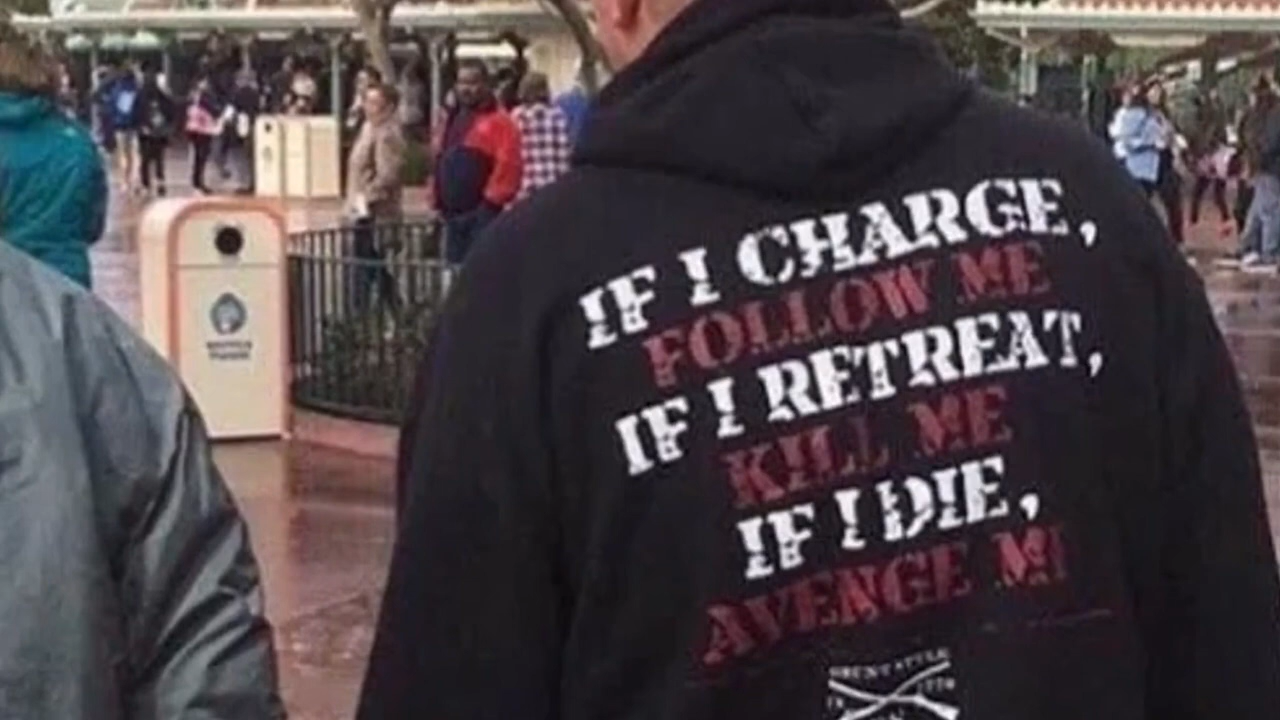 IF I CHARGE,
FOLLOW ME
IF I RETREAT,
KILL ME
IF I DIE,
AVENGE ME